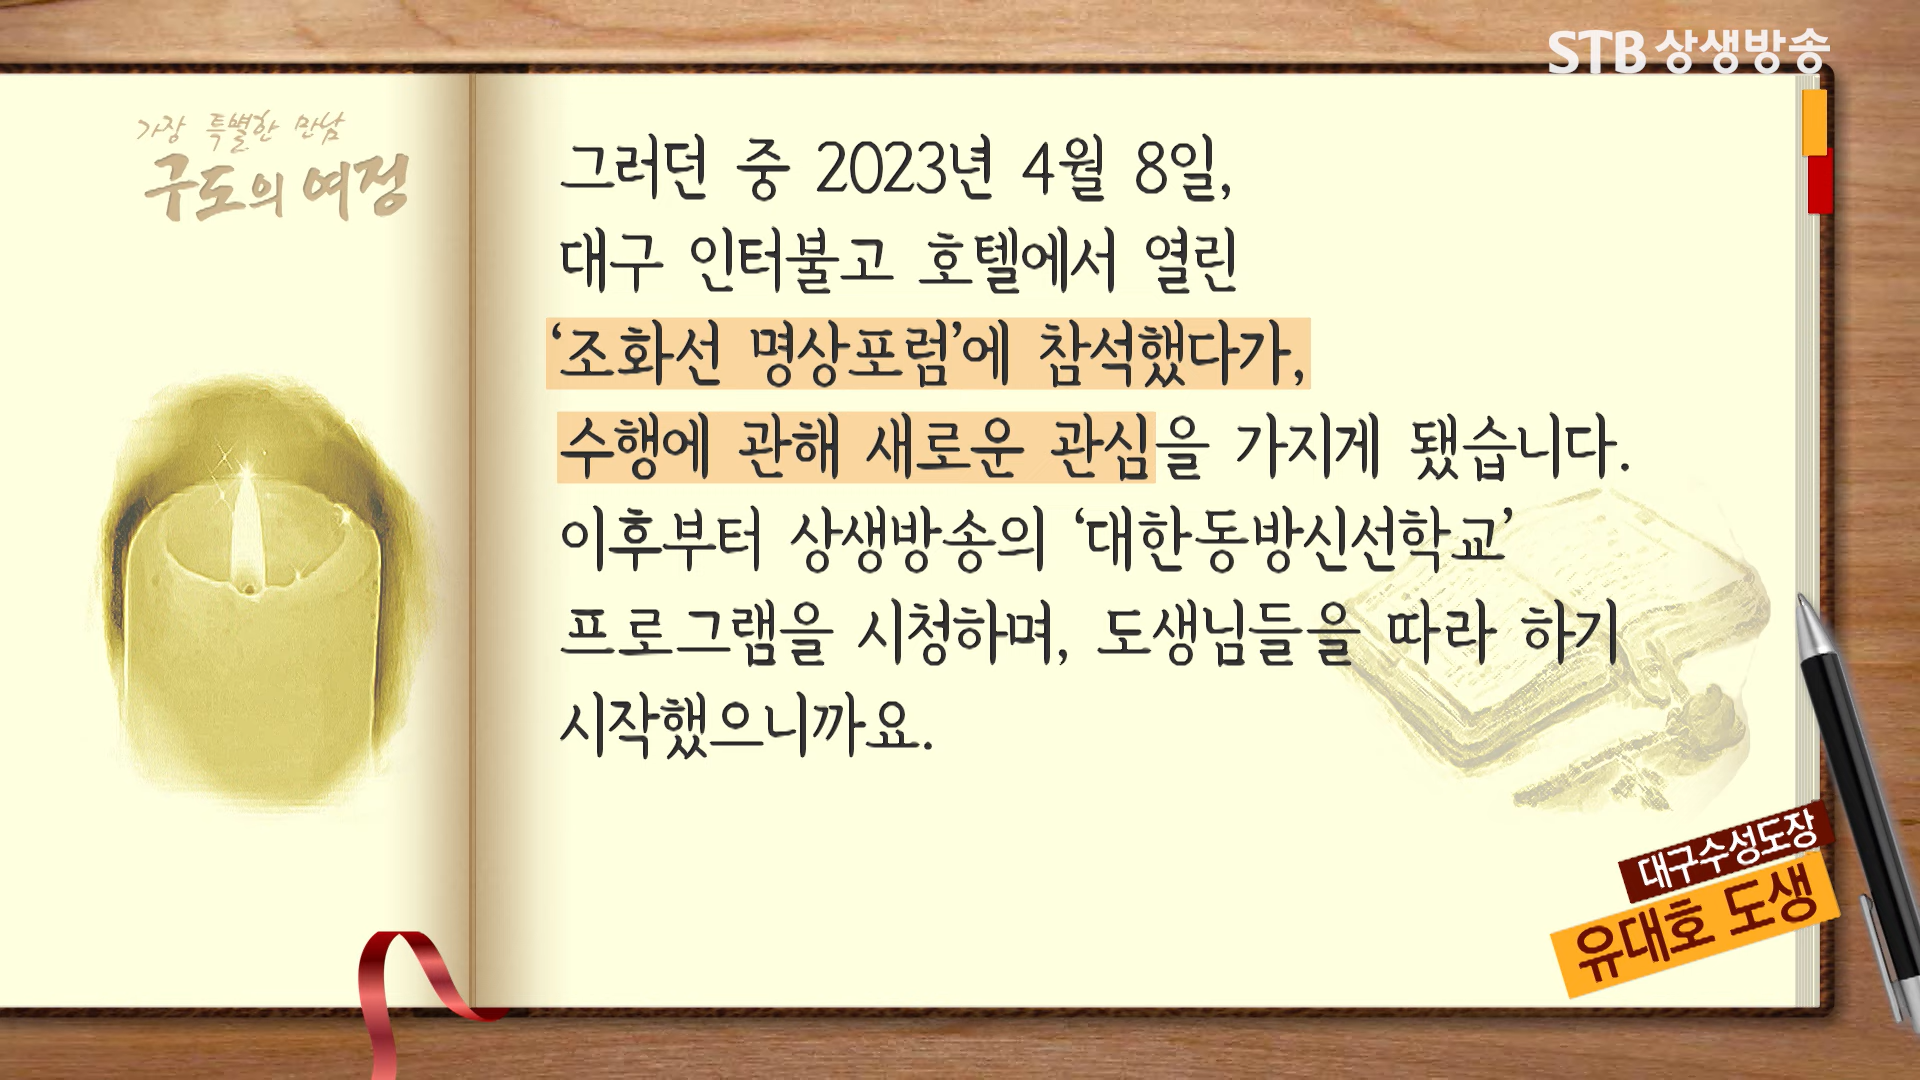 STB 상생방송
가장 특별한 만남
구도의 여정
그러던 중 2023년 4월 8일,
대구 인터불고 호텔에서 열린
‘조화선 명상포럼’에 참석했다가,
수행에 관해 새로운 관심을 가지게 됐습니다.
이후부터 상생방송의 ‘대한동방신선학교’
프로그램을 시청하며, 도생님들을 따라 하기
시작했으니까요.
대구수성도장
유대호 도생